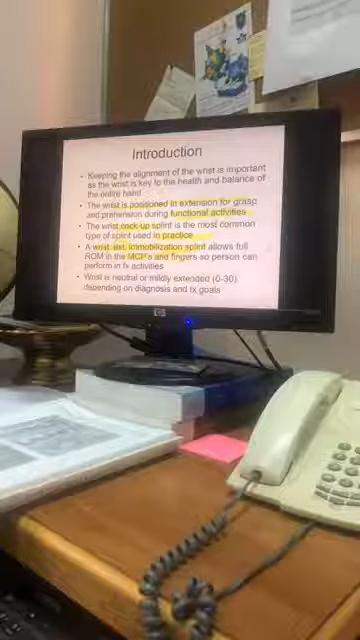 Introduction
• Keeping the alignment of the wrist is important
as the wrist is key to the health and balance of
the entire hand
• The wrist is positioned in extension for grasp
and prehension during functional activities
• The wrist cock-up splint is the most common
type of splint used in practice
• A wrist ext. immobilization splint allows full
ROM in the MCP's and fingers so person can
perform in fx activities
• Wrist is neutral or mildly extended (0-30)
depending on diagnosis and tx goals
hp